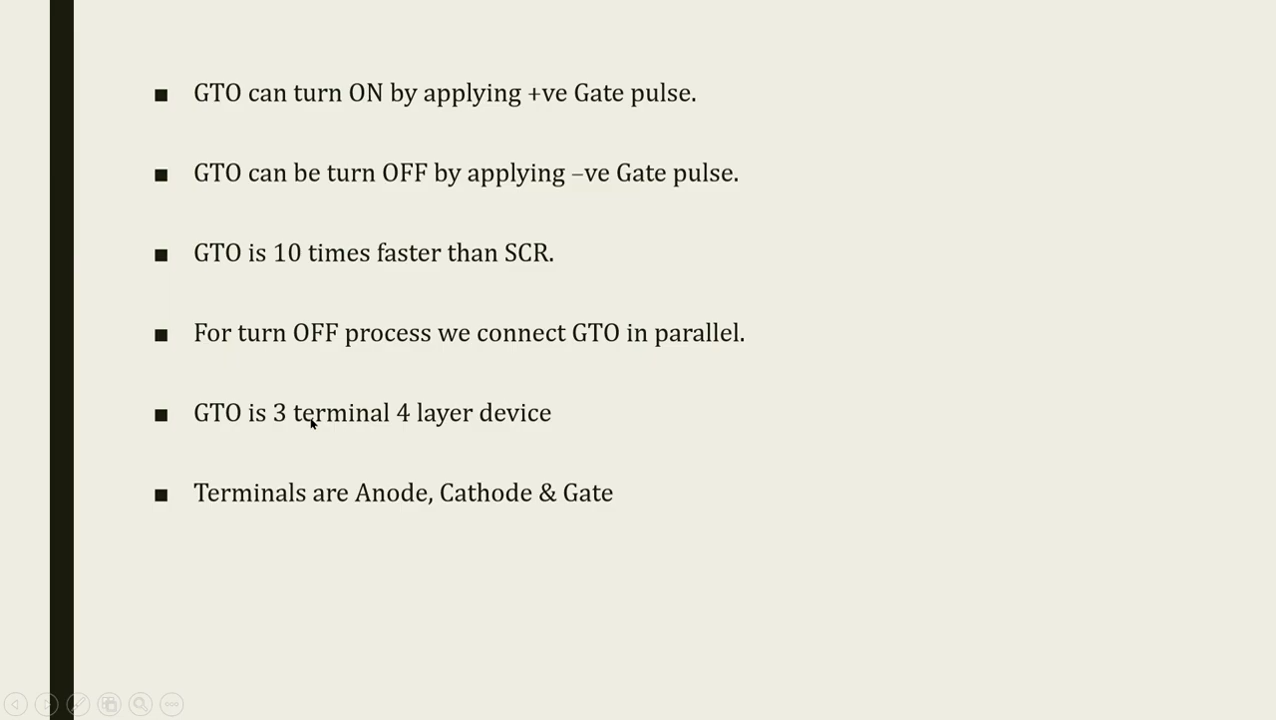 ▪ GTO can turn ON by applying +ve Gate pulse.
▪ GTO can be turn OFF by applying –ve Gate pulse.
▪ GTO is 10 times faster than SCR.
▪ For turn OFF process we connect GTO in parallel.
▪ GTO is 3 terminal 4 layer device
▪ Terminals are Anode, Cathode & Gate